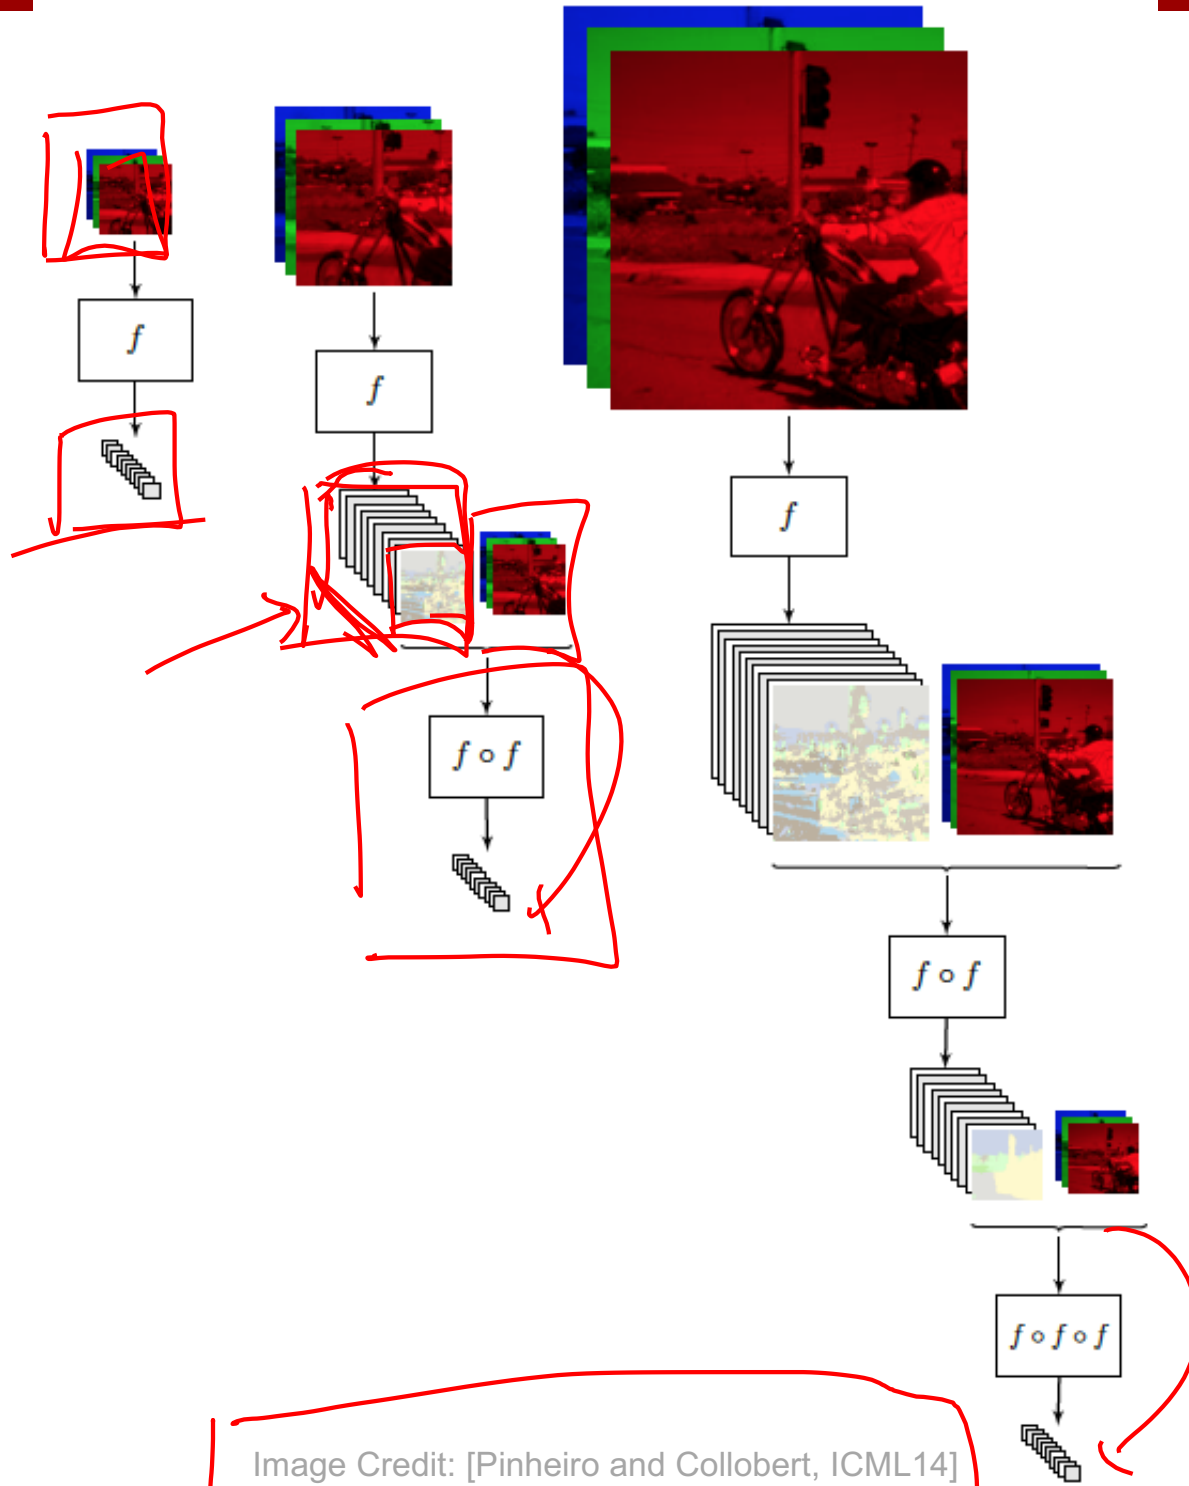 f
f
f
f ∘ f
f ∘ f
f ∘ f ∘ f
Image Credit: [Pinheiro and Collobert, ICML14]